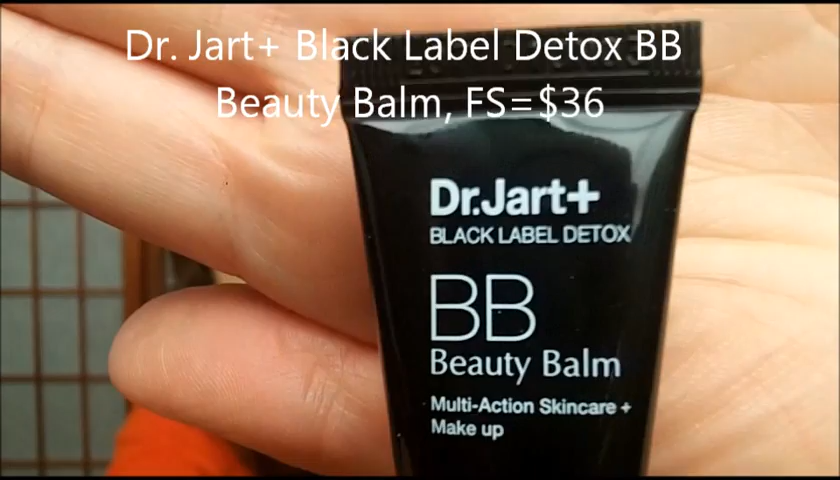 Dr. Jart+ Black Label Detox BB
Beauty Balm, FS=$36
Dr.Jart+
BLACK LABEL DETOX
BB
Beauty Balm
Multi-Action Skincare +
Make up